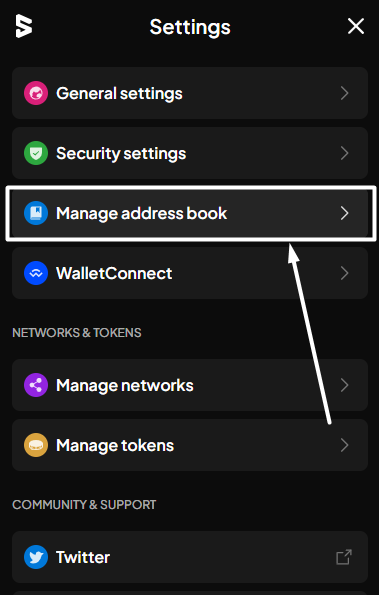 Settings
General settings
Security settings
Manage address book
WalletConnect
NETWORKS & TOKENS
Manage networks
Manage tokens
COMMUNITY & SUPPORT
Twitter